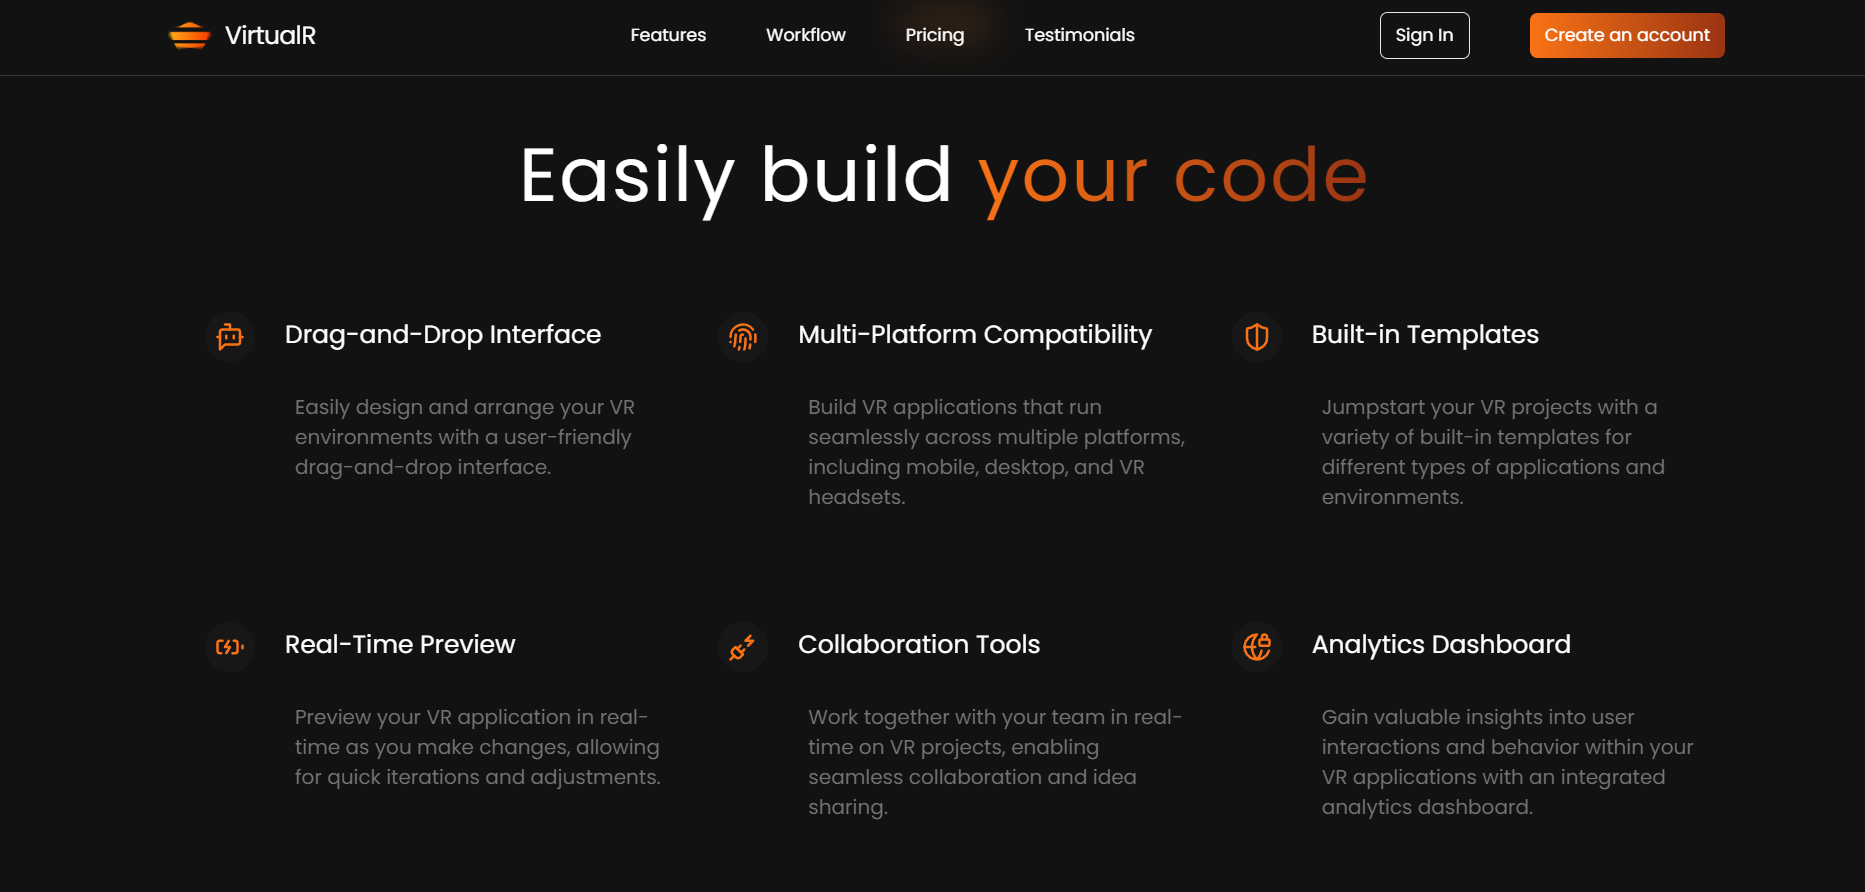 VirtualR
Features
Workflow
Pricing
Testimonials
Sign In
Create an account
Easily build your code
Drag-and-Drop Interface
Easily design and arrange your VR
environments with a user-friendly
drag-and-drop interface.
Multi-Platform Compatibility
Build VR applications that run
seamlessly across multiple platforms,
including mobile, desktop, and VR
headsets.
Built-in Templates
Jumpstart your VR projects with a
variety of built-in templates for
different types of applications and
environments.
Real-Time Preview
Preview your VR application in real-
time as you make changes, allowing
for quick iterations and adjustments.
Collaboration Tools
Work together with your team in real-
time on VR projects, enabling
seamless collaboration and idea
sharing.
Analytics Dashboard
Gain valuable insights into user
interactions and behavior within your
VR applications with an integrated
analytics dashboard.